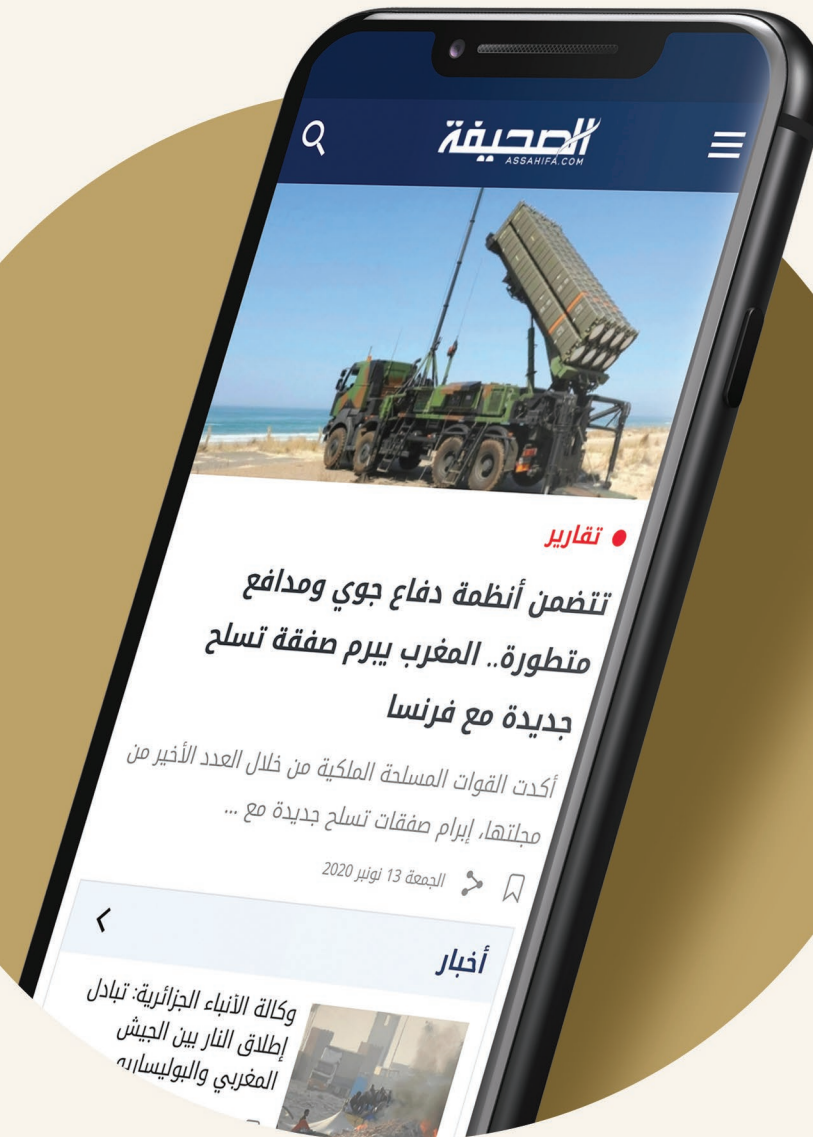 الصحيفة
ASSAHIFA.COM
تقارير
تتضمن أنظمة دفاع جوي ومدافع
متطورة.. المغرب يبرم صفقة تسلح
جديدة مع فرنسا
أكدت القوات المسلحة الملكية من خلال العدد الأخير من
مجلتها، إبرام صفقات تسلح جديدة مع ...
الجمعة 13 نونبر 2020
أخبار
وكالة الأنباء الجزائرية: تبادل
إطلاق النار بين الجيش
المغربي والبوليساريو